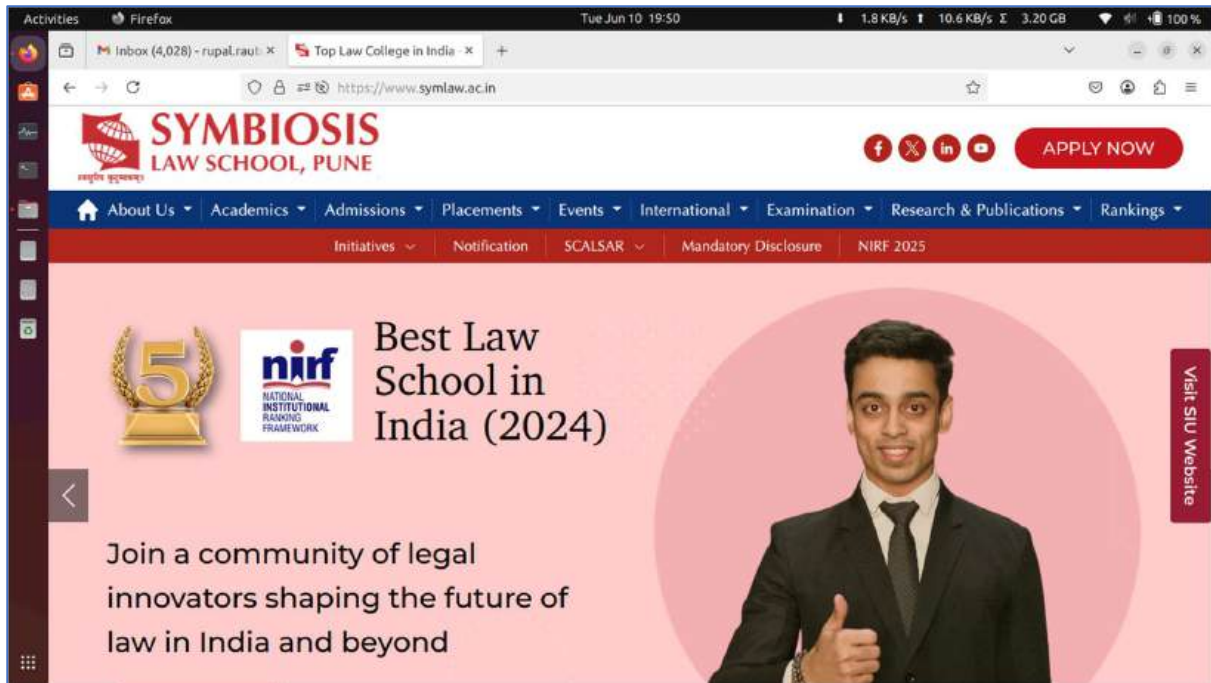 Activities Firefox Tue Jun 10 19:50 1.8 KB/s 10.6 KB/s Σ 3.20 GB 100 %
Inbox (4,028) - rupal.raut Top Law College in India -
https://www.symlaw.ac.in
SYMBIOSIS
LAW SCHOOL, PUNE
॥वसुधैव कुटुम्बकम्॥
APPLY NOW
About Us Academics Admissions Placements Events International Examination Research & Publications Rankings
Initiatives Notification SCALSAR Mandatory Disclosure NIRF 2025
5
nirf
NATIONAL
INSTITUTIONAL
RANKING
FRAMEWORK
Best Law
School in
India (2024)
Visit SIU Website
Join a community of legal
innovators shaping the future of
law in India and beyond